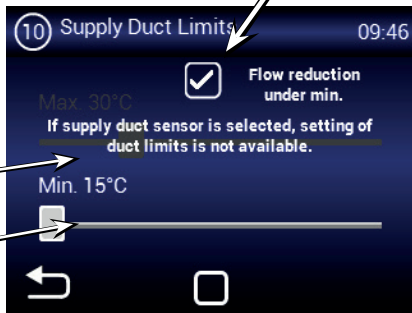 10 Supply Duct Limits 09:46
Flow reduction
under min.
Max. 30°C
If supply duct sensor is selected, setting of
duct limits is not available.
Min. 15°C